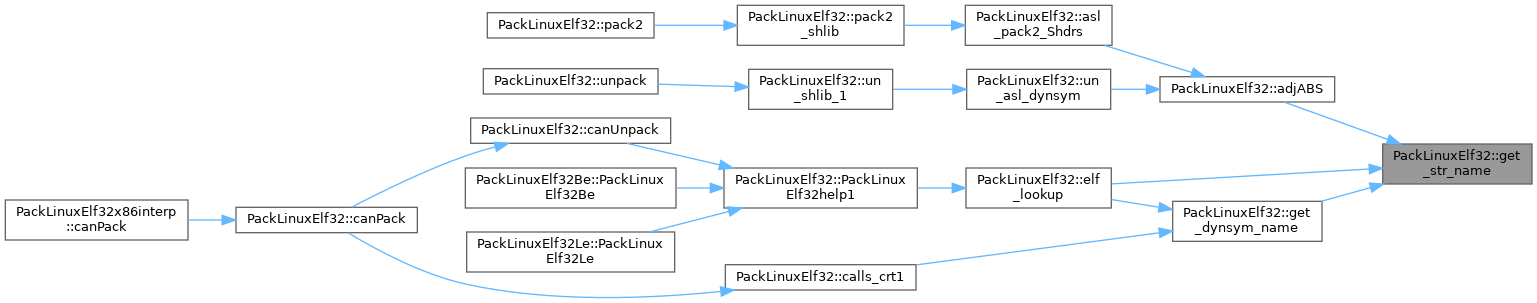 PackLinuxElf32::pack2
PackLinuxElf32::pack2
_shlib
PackLinuxElf32::asl
_pack2_Shdrs
PackLinuxElf32::unpack
PackLinuxElf32::un
_shlib_1
PackLinuxElf32::un
_asl_dynsym
PackLinuxElf32::adjABS
PackLinuxElf32::canUnpack
PackLinuxElf32::get
_str_name
PackLinuxElf32Be::PackLinux
Elf32Be
PackLinuxElf32::PackLinux
Elf32help1
PackLinuxElf32::elf
_lookup
PackLinuxElf32x86interp
::canPack
PackLinuxElf32::canPack
PackLinuxElf32::get
_dynsym_name
PackLinuxElf32Le::PackLinux
Elf32Le
PackLinuxElf32::calls_crt1